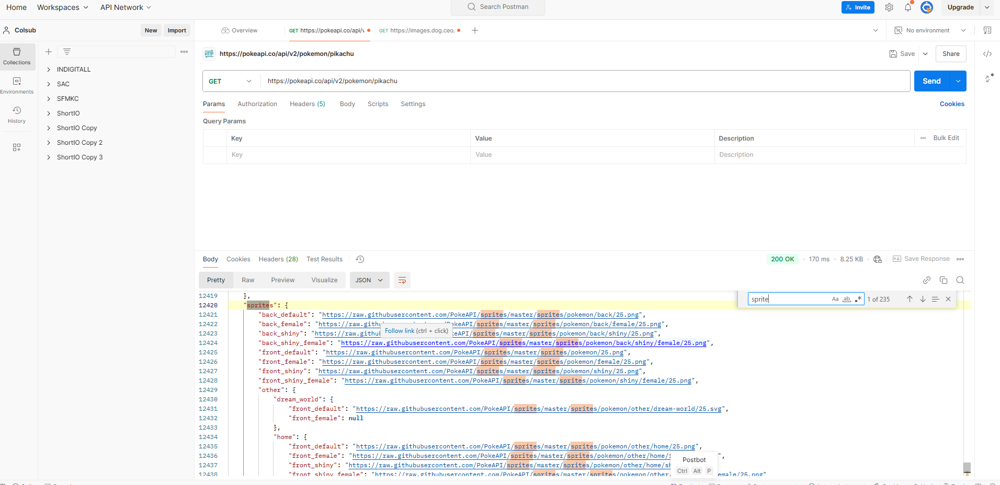 Home Workspaces API Network Search Postman Invite Upgrade
Colsub New Import Overview GET https://pokeapi.co/api/v GET https://images.dog.ceo, No environment
Collections
Environments
History
INDIGITALL
SAC
SFMKC
ShortIO
ShortIO Copy
ShortIO Copy 2
ShortIO Copy 3
HTTP https://pokeapi.co/api/v2/pokemon/pikachu Save Share
GET https://pokeapi.co/api/v2/pokemon/pikachu Send
Params Authorization Headers (5) Body Scripts Settings Cookies
Query Params
Key Value Description Bulk Edit
Key Value Description
Body Cookies Headers (28) Test Results 200 OK 170 ms 8.25 KB e.g. Save Response
Pretty Raw Preview Visualize JSON
sprite Aa ab .* 1 of 235
12419 },
12420 "sprites": {
12421 "back_default": "https://raw.githubusercontent.com/PokeAPI/sprites/master/sprites/pokemon/back/25.png",
12422 "back_female": "https://raw.githubusercontent.com/PokeAPI/sprites/master/sprites/pokemon/back/female/25.png",
Follow link (ctrl + click)
12423 "back_shiny": "https://raw.githubusercontent.com/PokeAPI/sprites/master/sprites/pokemon/back/shiny/25.png",
12424 "back_shiny_female": "https://raw.githubusercontent.com/PokeAPI/sprites/master/sprites/pokemon/back/shiny/female/25.png",
12425 "front_default": "https://raw.githubusercontent.com/PokeAPI/sprites/master/sprites/pokemon/25.png",
12426 "front_female": "https://raw.githubusercontent.com/PokeAPI/sprites/master/sprites/pokemon/female/25.png",
12427 "front_shiny": "https://raw.githubusercontent.com/PokeAPI/sprites/master/sprites/pokemon/shiny/25.png",
12428 "front_shiny_female": "https://raw.githubusercontent.com/PokeAPI/sprites/master/sprites/pokemon/shiny/female/25.png",
12429 "other": {
12430 "dream_world": {
12431 "front_default": "https://raw.githubusercontent.com/PokeAPI/sprites/master/sprites/pokemon/other/dream-world/25.svg",
12432 "front_female": null
12433 },
12434 "home": {
12435 "front_default": "https://raw.githubusercontent.com/PokeAPI/sprites/master/sprites/pokemon/other/home/25.png",
12436 "front_female": "https://raw.githubusercontent.com/PokeAPI/sprites/master/sprites/pokemon/other/home/ ",
12437 "front_shiny": "https://raw.githubusercontent.com/PokeAPI/sprites/master/sprites/pokemon/other/home/sh
12438 "front_shiny_female": "https://raw.githubusercontent.com/PokeAPI/sprites/master/sprites/pokemon/other/ emale/25.png"
Postbot
Ctrl Alt P